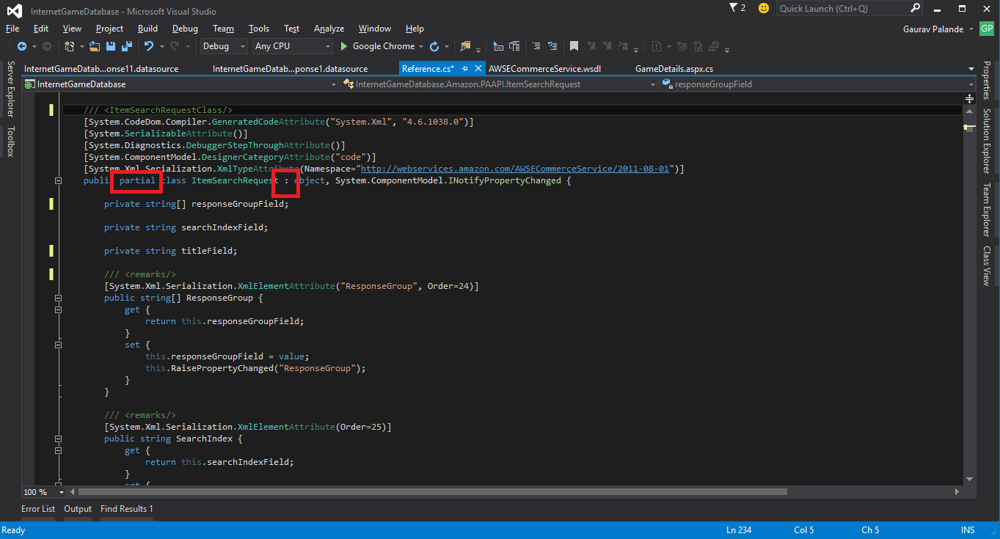 InternetGameDatabase - Microsoft Visual Studio
2
Quick Launch (Ctrl+Q)
File Edit View Project Build Debug Team Tools Test Analyze Window Help
Gaurav Palande
GP
Debug Any CPU Google Chrome
InternetGameDatab...onse11.datasource InternetGameDatab...ponse1.datasource Reference.cs* AWSECommerceService.wsdl GameDetails.aspx.cs
InternetGameDatabase InternetGameDatabase.Amazon.PAAPI.ItemSearchRequest responseGroupField
Server Explorer
Toolbox
/// <ItemSearchRequestClass/>
[System.CodeDom.Compiler.GeneratedCodeAttribute("System.Xml", "4.6.1038.0")]
[System.SerializableAttribute()]
[System.Diagnostics.DebuggerStepThroughAttribute()]
[System.ComponentModel.DesignerCategoryAttribute("code")]
[System.Xml.Serialization.XmlTypeAttribute(Namespace="http://webservices.amazon.com/AWSECommerceService/2011-08-01")]
public partial class ItemSearchRequest : object, System.ComponentModel.INotifyPropertyChanged {
private string[] responseGroupField;
private string searchIndexField;
private string titleField;
/// <remarks/>
[System.Xml.Serialization.XmlElementAttribute("ResponseGroup", Order=24)]
public string[] ResponseGroup {
get {
return this.responseGroupField;
}
set {
this.responseGroupField = value;
this.RaisePropertyChanged("ResponseGroup");
}
}
/// <remarks/>
[System.Xml.Serialization.XmlElementAttribute(Order=25)]
public string SearchIndex {
get {
return this.searchIndexField;
}
set {
Properties
Solution Explorer
Team Explorer
Class View
100 %
Error List Output Find Results 1
Ready Ln 234 Col 5 Ch 5 INS